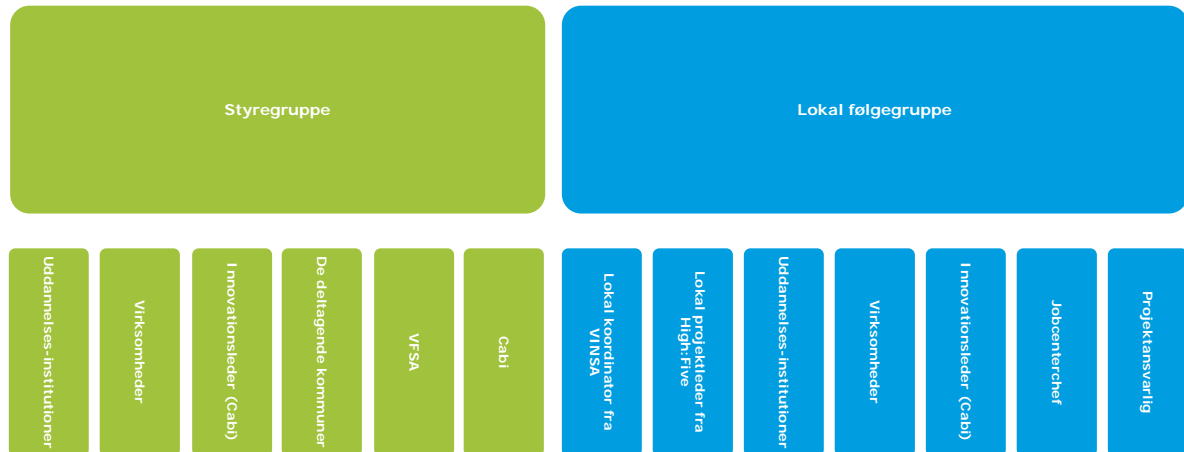 Styregruppe
Lokal følgegruppe
Uddannelses-institutioner
Virksomheder
Innovationsleder (Cabi)
De deltagende kommuner
VFSA
Cabi
Lokal koordinator fra
VINSA
Lokal projektleder fra
High:Five
Uddannelses-institutioner
Virksomheder
Innovationsleder (Cabi)
Jobcenterchef
Projektansvarlig